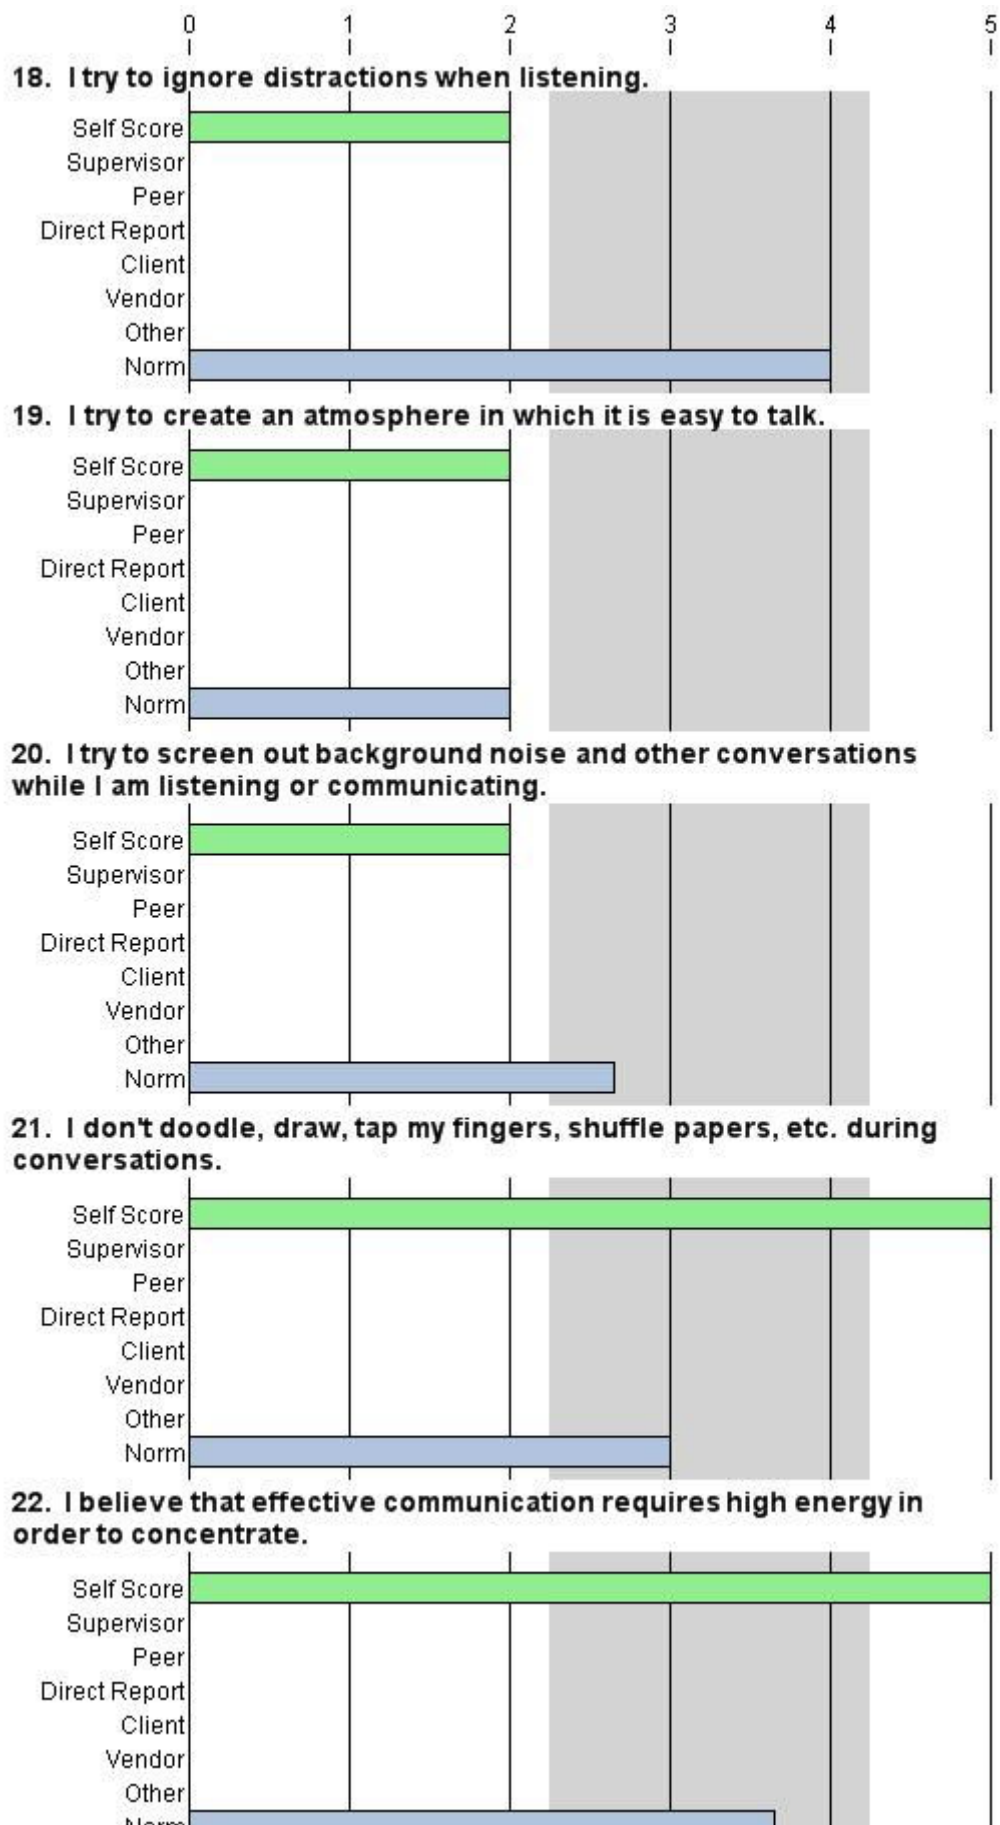 0 1 2 3 4 5
18. I try to ignore distractions when listening.
Self Score
Supervisor
Peer
Direct Report
Client
Vendor
Other
Norm
19. I try to create an atmosphere in which it is easy to talk.
Self Score
Supervisor
Peer
Direct Report
Client
Vendor
Other
Norm
20. I try to screen out background noise and other conversations
while I am listening or communicating.
Self Score
Supervisor
Peer
Direct Report
Client
Vendor
Other
Norm
21. I don't doodle, draw, tap my fingers, shuffle papers, etc. during
conversations.
Self Score
Supervisor
Peer
Direct Report
Client
Vendor
Other
Norm
22. I believe that effective communication requires high energy in
order to concentrate.
Self Score
Supervisor
Peer
Direct Report
Client
Vendor
Other
Norm